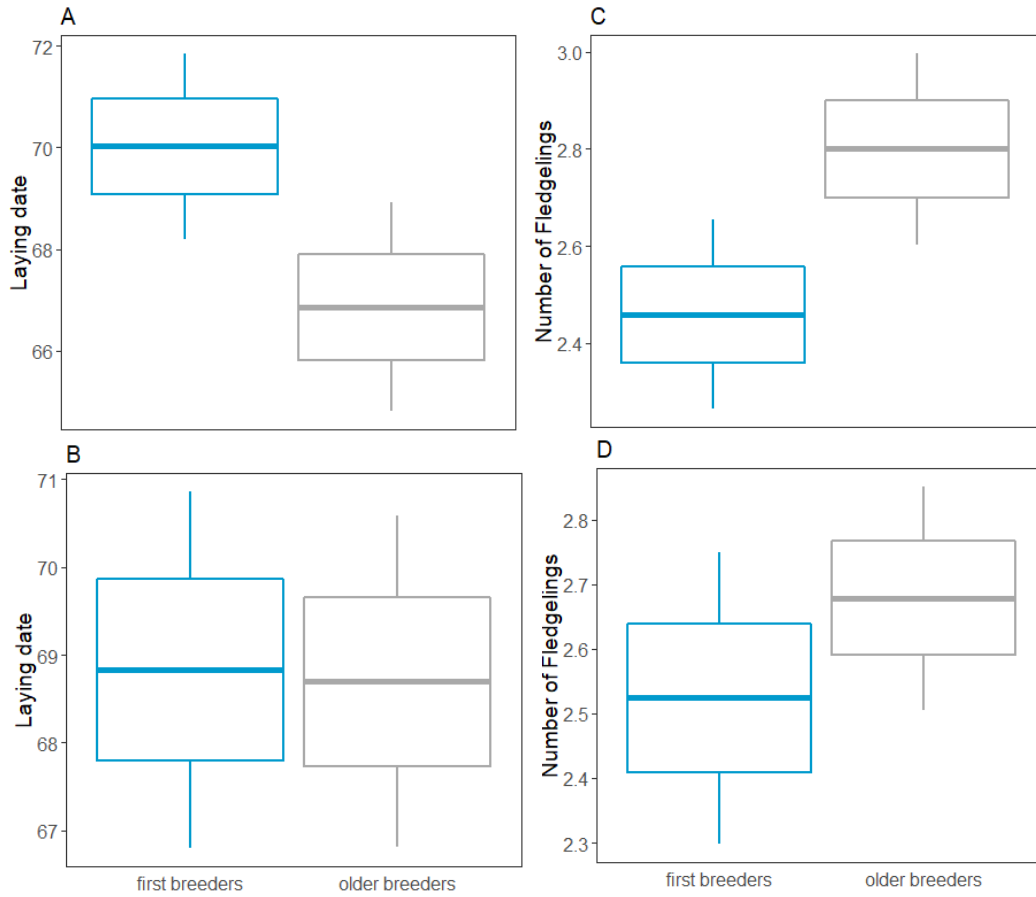 A
72
70
68
66
Laying date
C
3.0
2.8
2.6
2.4
Number of Fledgelings
B
71
70
69
68
67
Laying date
first breeders
older breeders
D
2.8
2.7
2.6
2.5
2.4
2.3
Number of Fledgelings
first breeders
older breeders